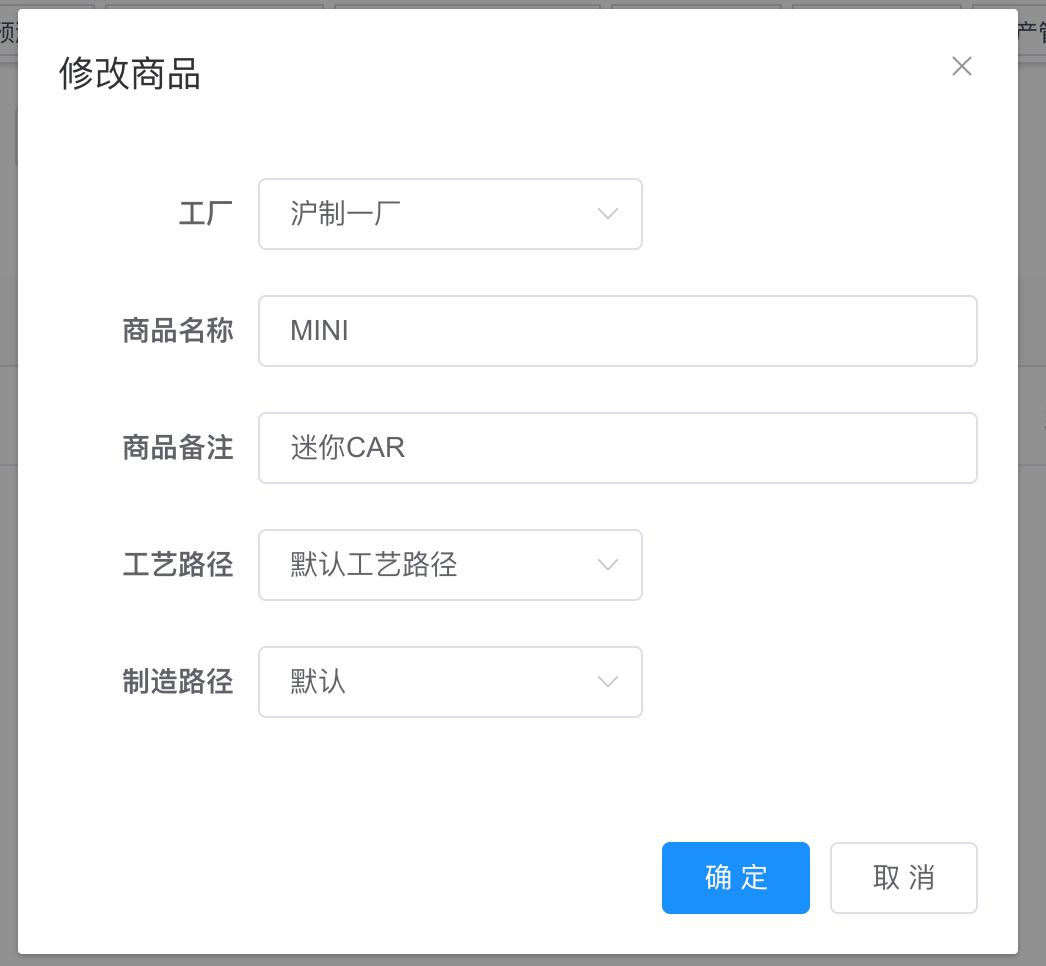 修改商品
工厂 沪制一厂
商品名称 MINI
商品备注 迷你CAR
工艺路径 默认工艺路径
制造路径 默认
确 定 取 消